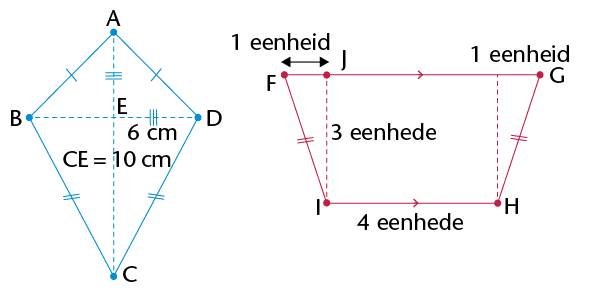 A
B
E
D
6 cm
CE = 10 cm
C
1 eenheid
J
1 eenheid
F
G
3 eenhede
I
H
4 eenhede